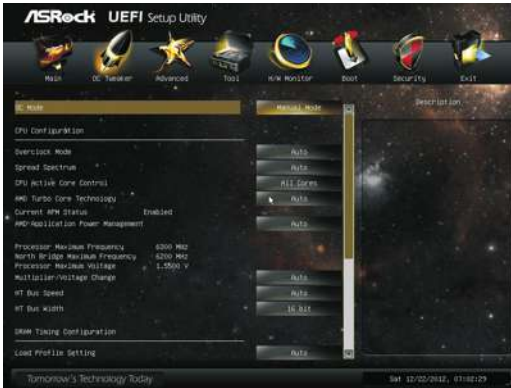 ASRock UEFI Setup Utility
Main OC Tweaker Advanced Tool H/W Monitor Boot Security Exit
OC Mode Manual Mode
Description
CPU Configuration
Overclock Mode Auto
Spread Spectrum Auto
CPU Active Core Control All Cores
AMD Turbo Core Technology Auto
Current APM Status Enabled
AMD Application Power Management Auto
Processor Maximum Frequency 6300 MHz
North Bridge Maximum Frequency 6200 MHz
Processor Maximum Voltage 1.5500 V
Multiplier/Voltage Change Auto
HT Bus Speed Auto
HT Bus Width 16 bit
DRAM Timing Configuration
Load Profile Setting Auto
Tomorrow's Technology Today
Sat 12/22/2012, 07:02:29